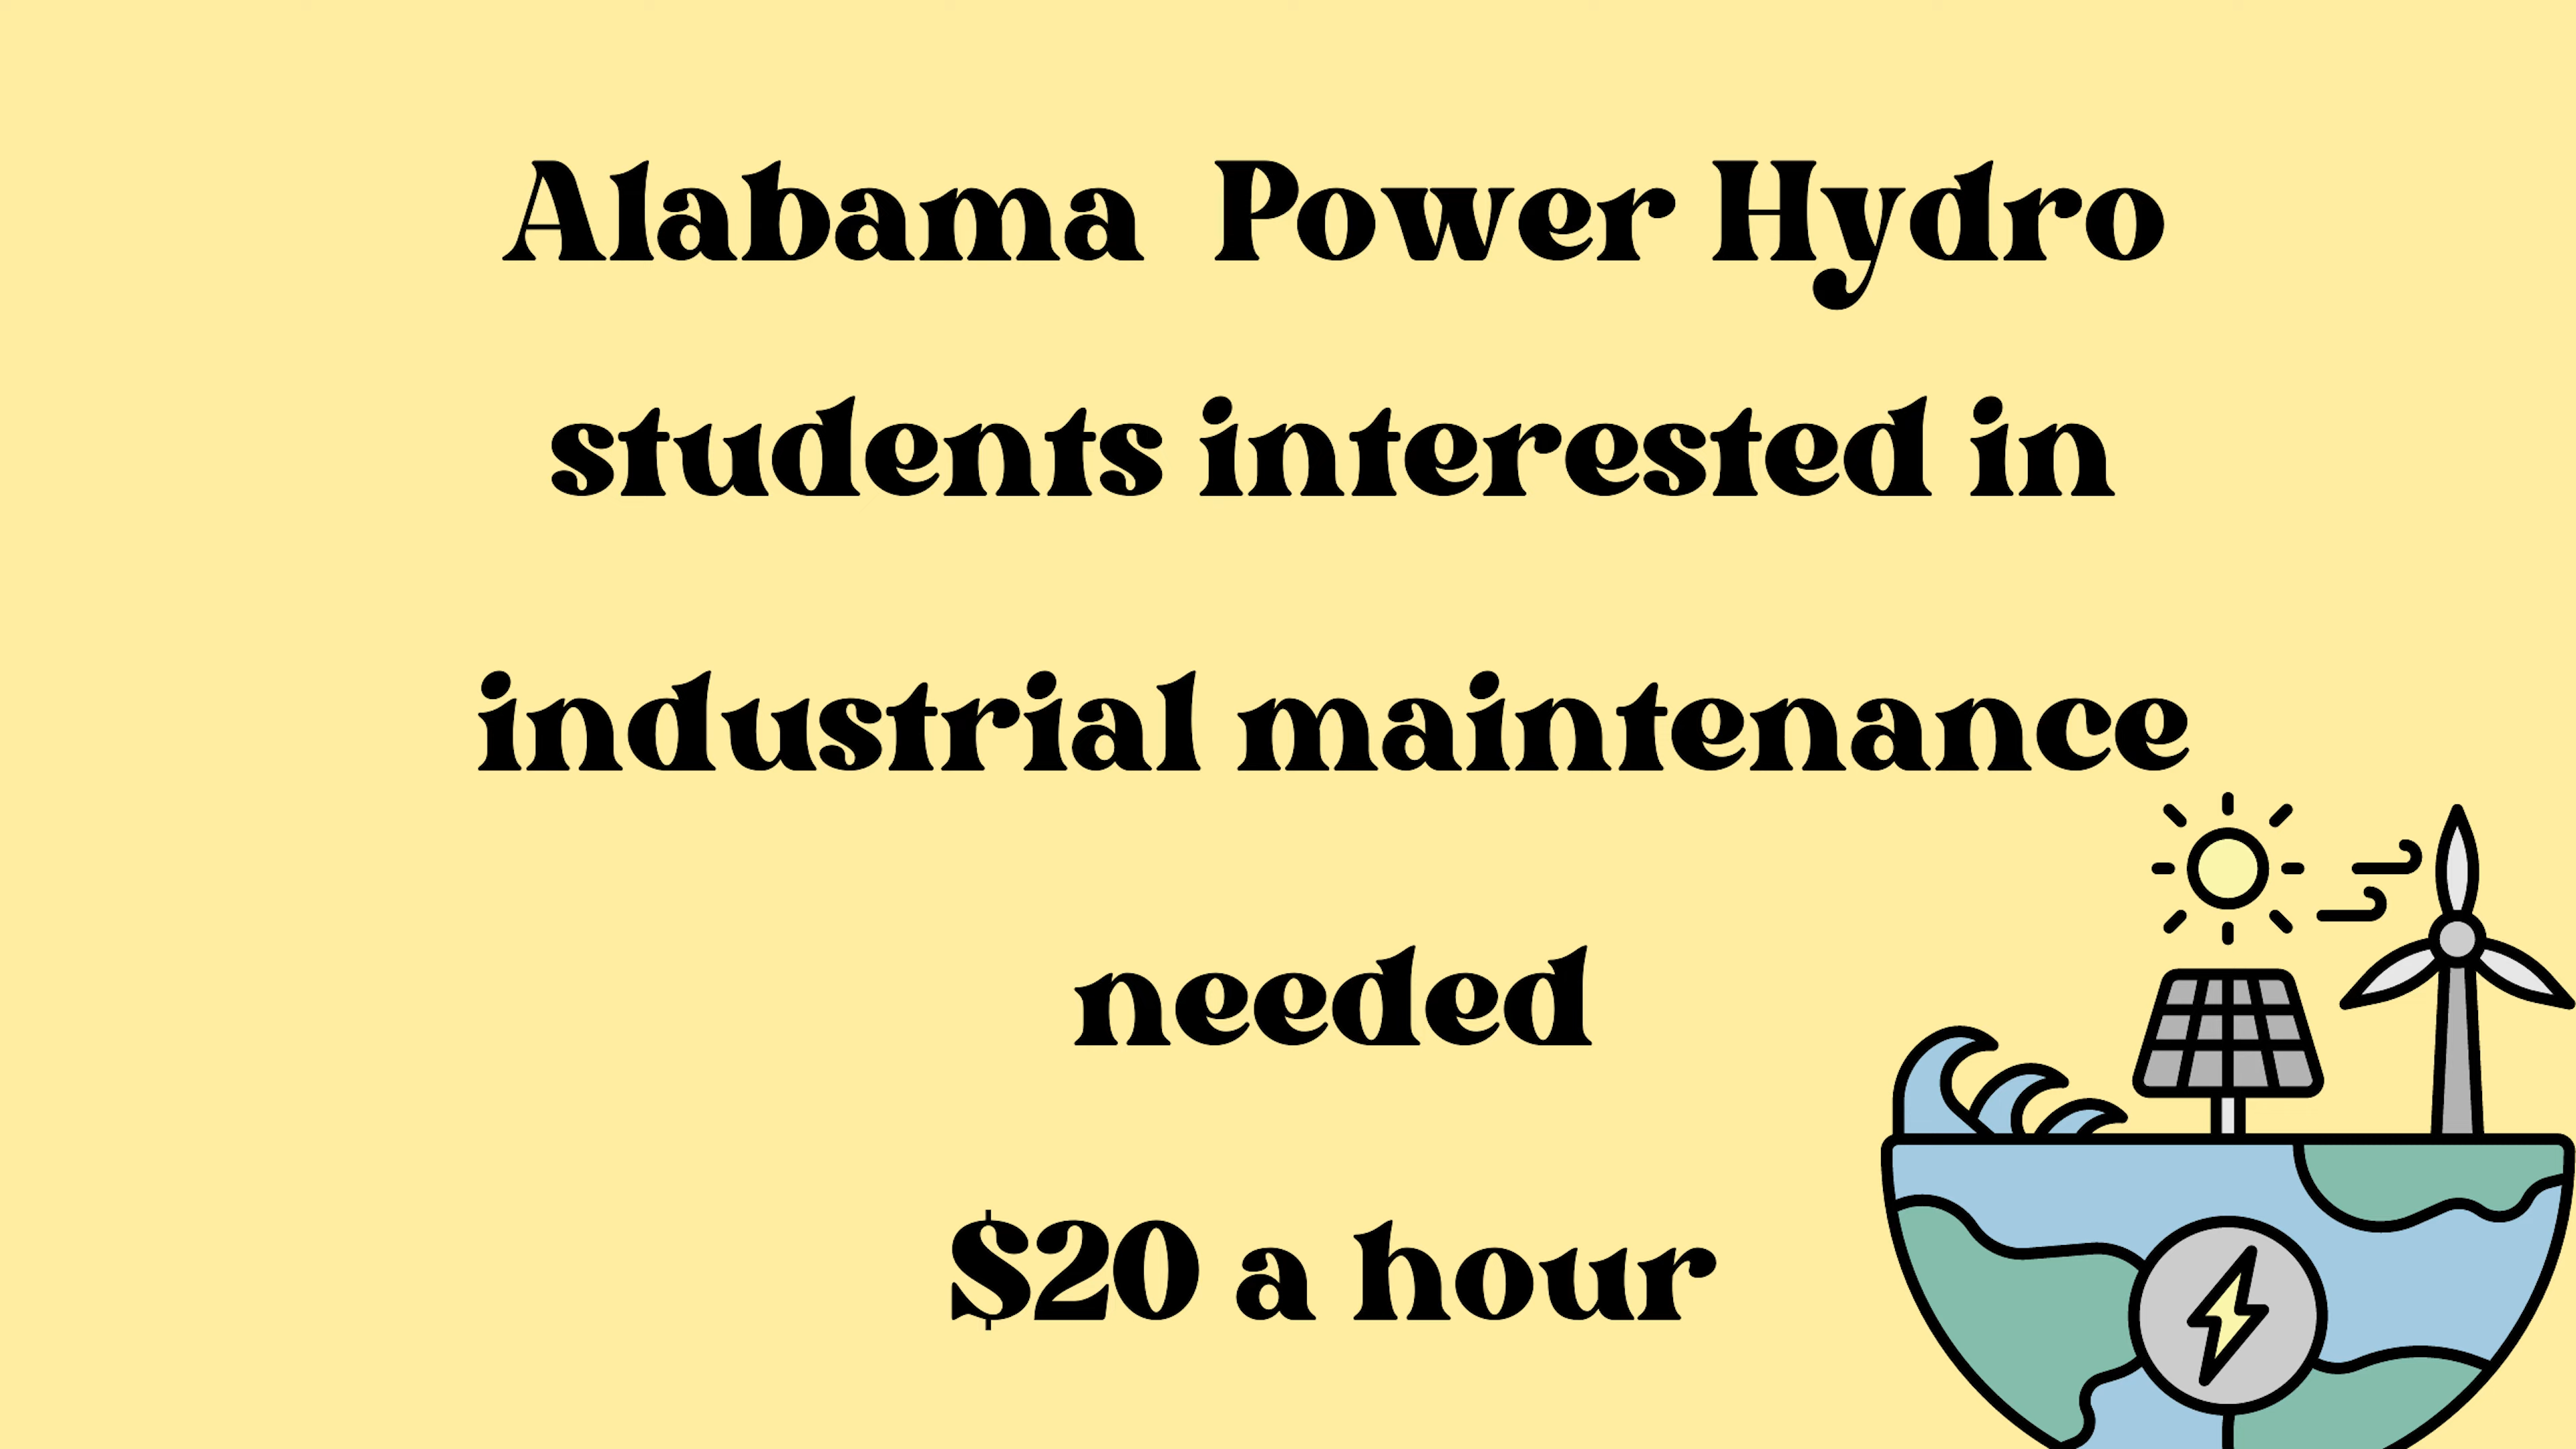 Alabama  Power Hydro
students interested in
industrial maintenance
needed
$20 a hour